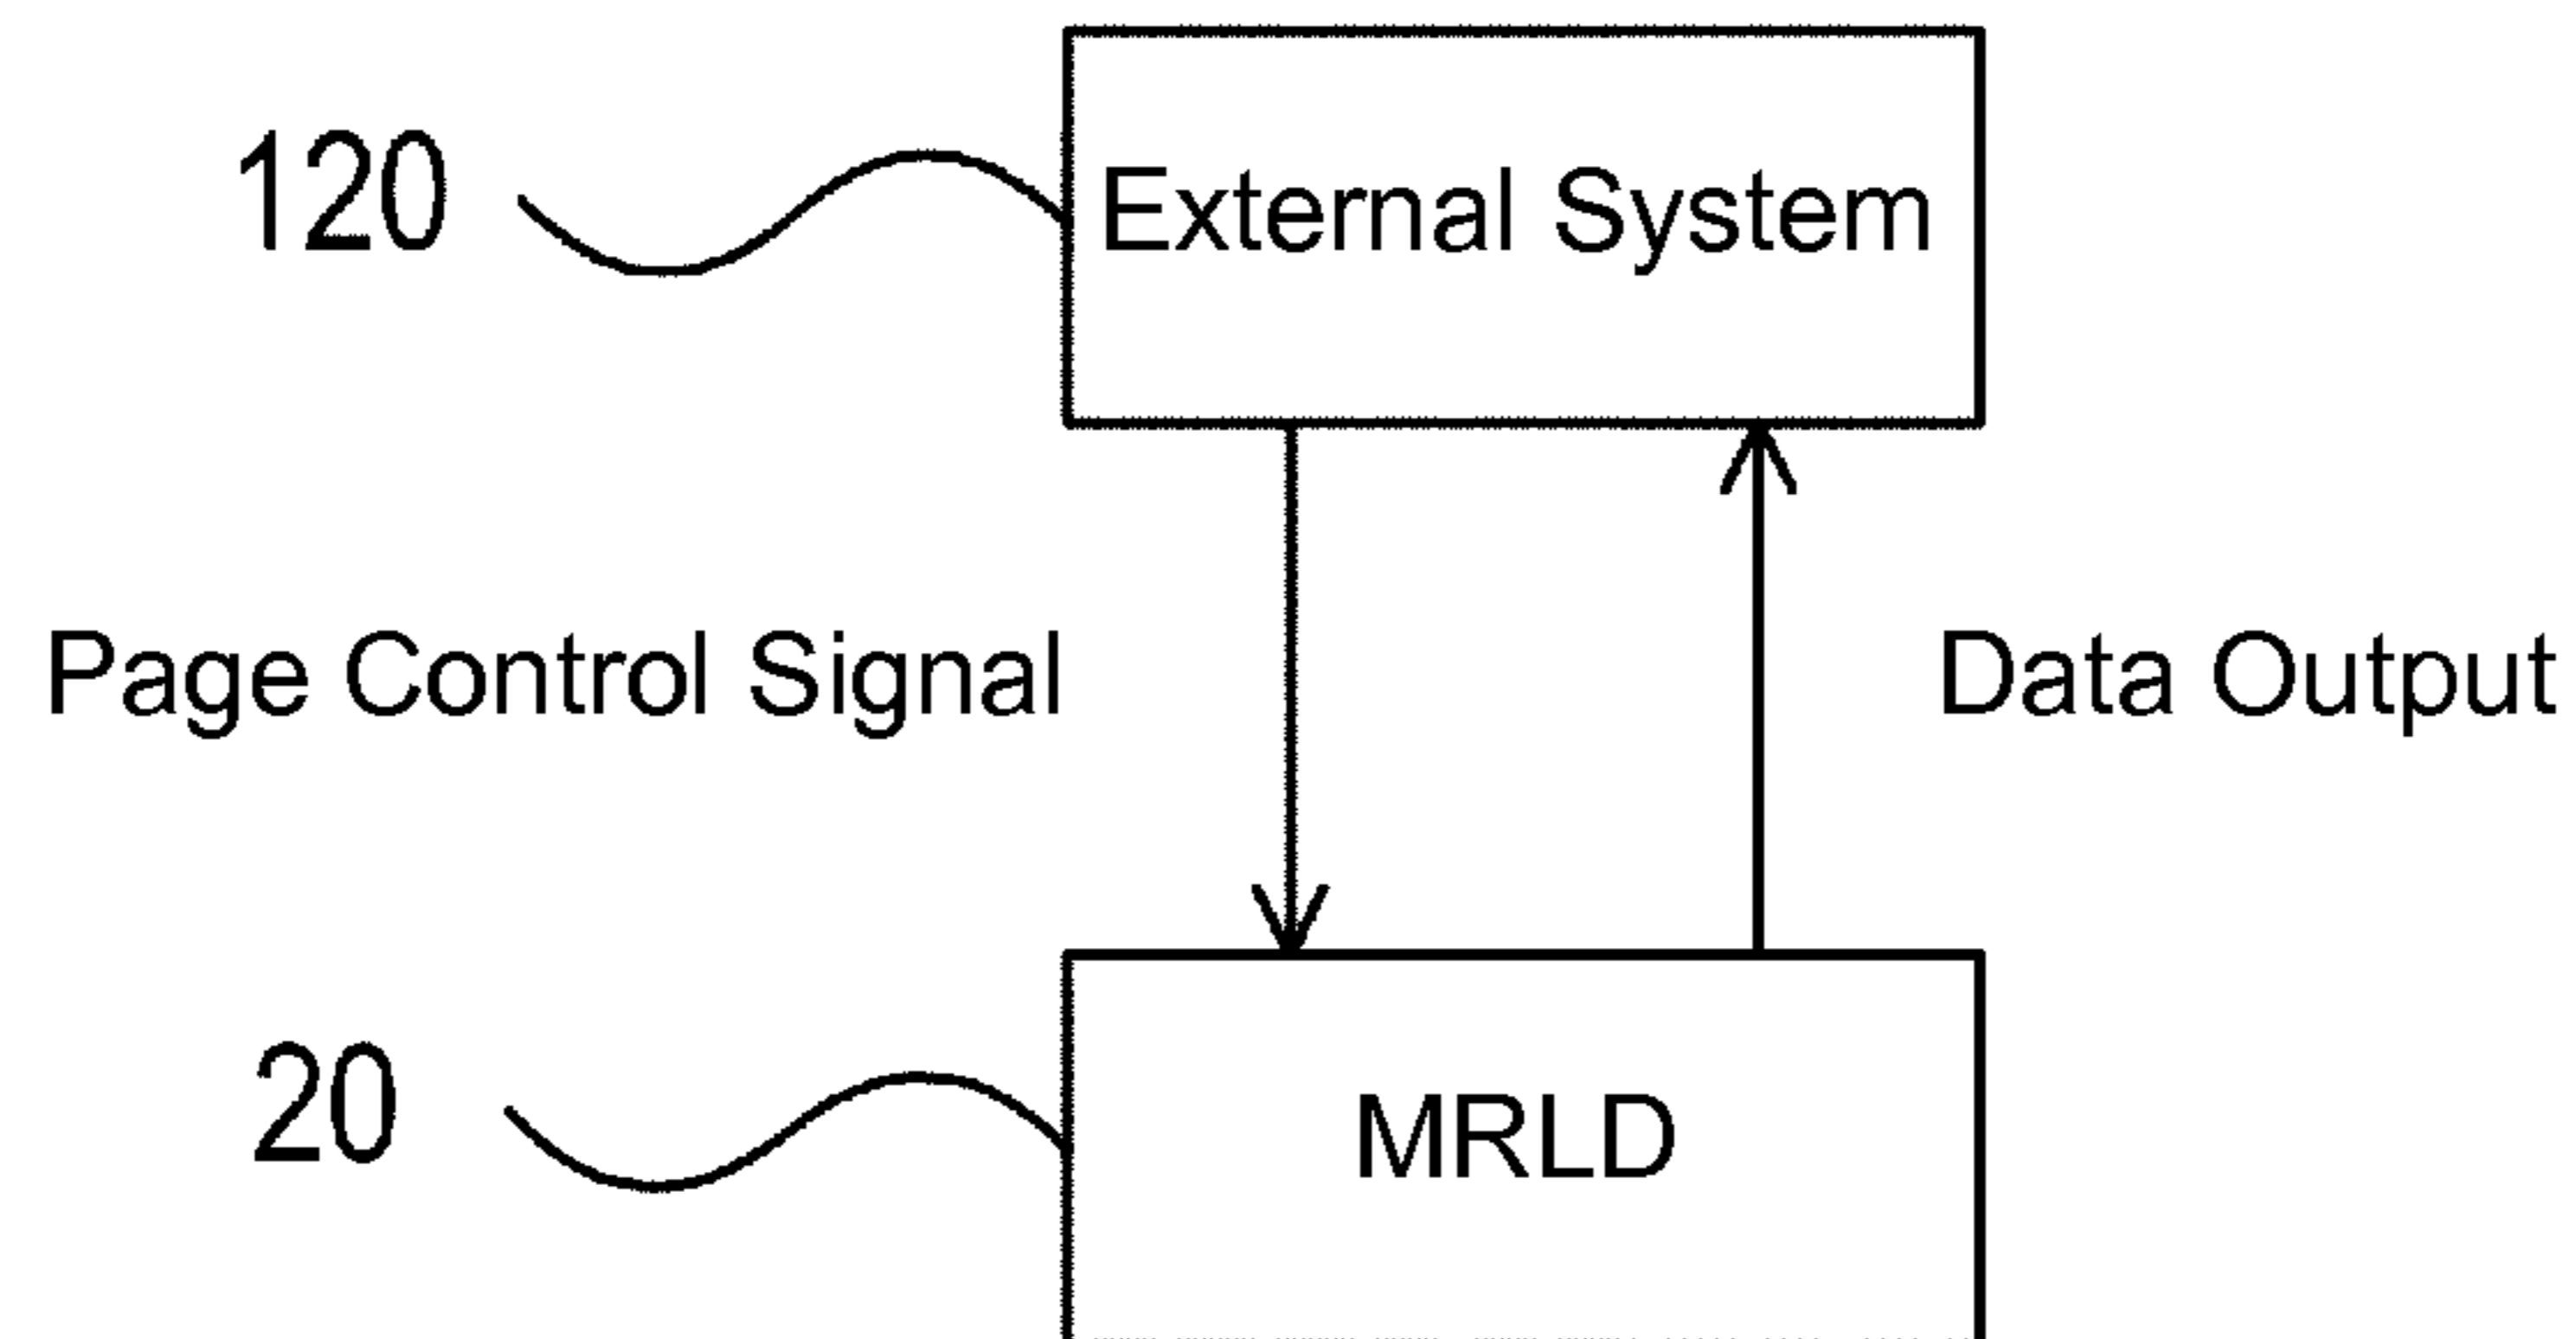 120
External System
Page Control Signal
Data Output
20
MRLD